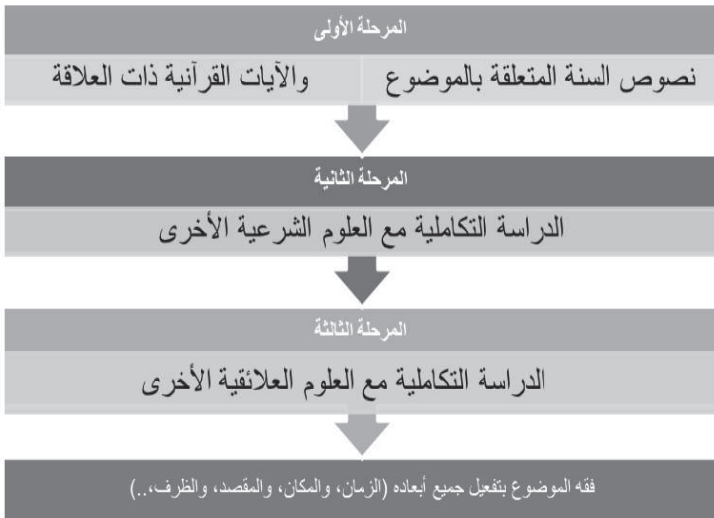 المرحلة الأولى
نصوص السنة المتعلقة بالموضوع والآيات القرآنية ذات العلاقة
المرحلة الثانية
الدراسة التكاملية مع العلوم الشرعية الأخرى
المرحلة الثالثة
الدراسة التكاملية مع العلوم العلائقية الأخرى
فقه الموضوع بتفعيل جميع أبعاده (الزمان، والمكان، والمقصد، والظرف،..)